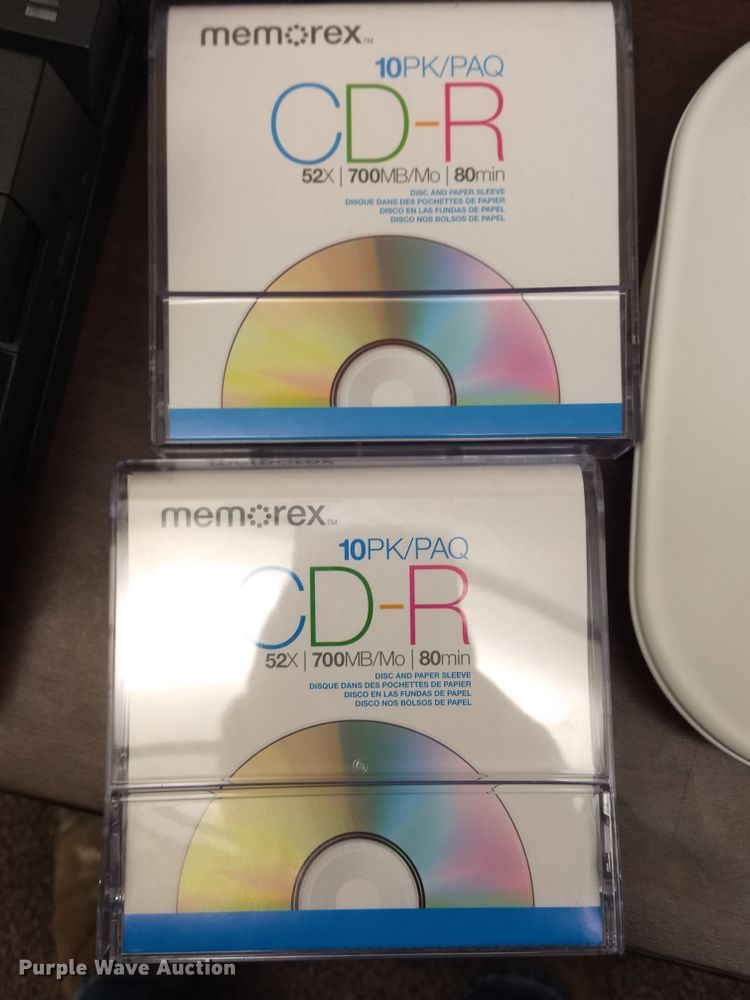 memorex™
10PK/PAQ
CD-R
52X | 700MB/Mo | 80min
DISC AND PAPER SLEEVE
DISQUE DANS DES POCHETTES DE PAPIER
DISCO EN LAS FUNDAS DE PAPEL
DISCO NOS BOLSOS DE PAPEL
memorex™
10PK/PAQ
CD-R
52X | 700MB/Mo | 80min
DISC AND PAPER SLEEVE
DISQUE DANS DES POCHETTES DE PAPIER
DISCO EN LAS FUNDAS DE PAPEL
DISCO NOS BOLSOS DE PAPEL
Purple Wave Auction